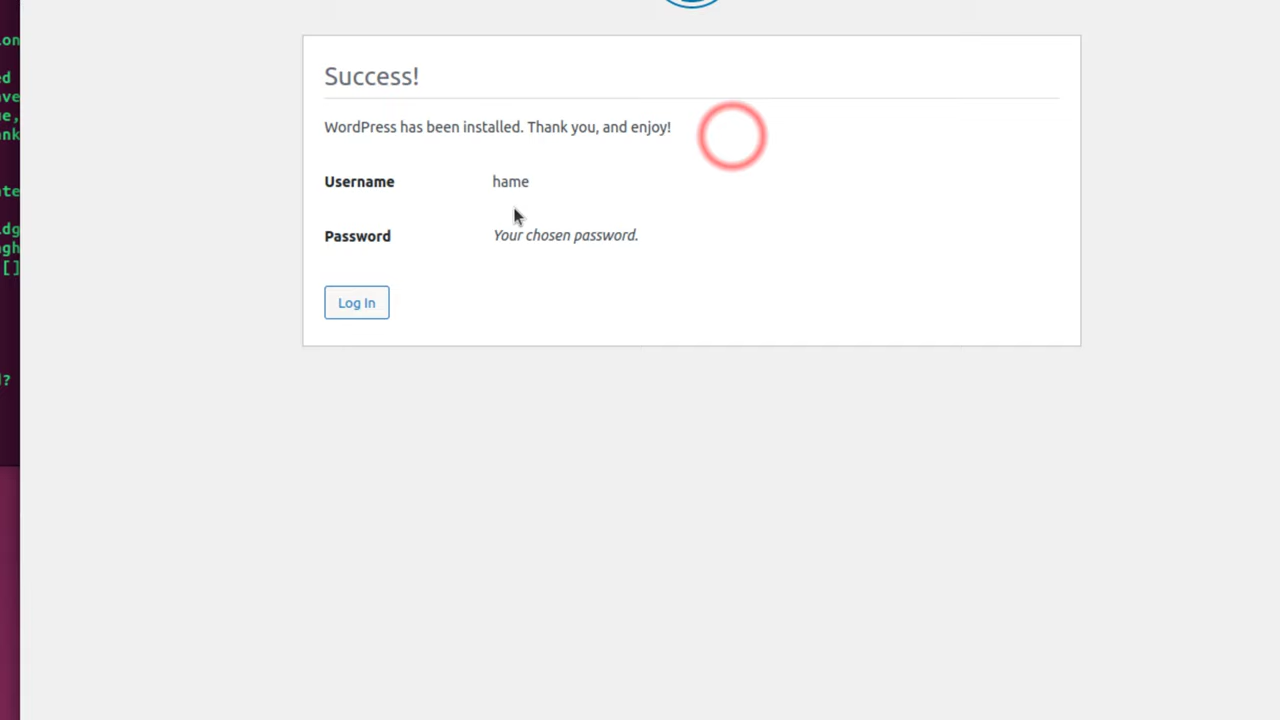 Success!
WordPress has been installed. Thank you, and enjoy!
Username hame
Password Your chosen password.
Log In